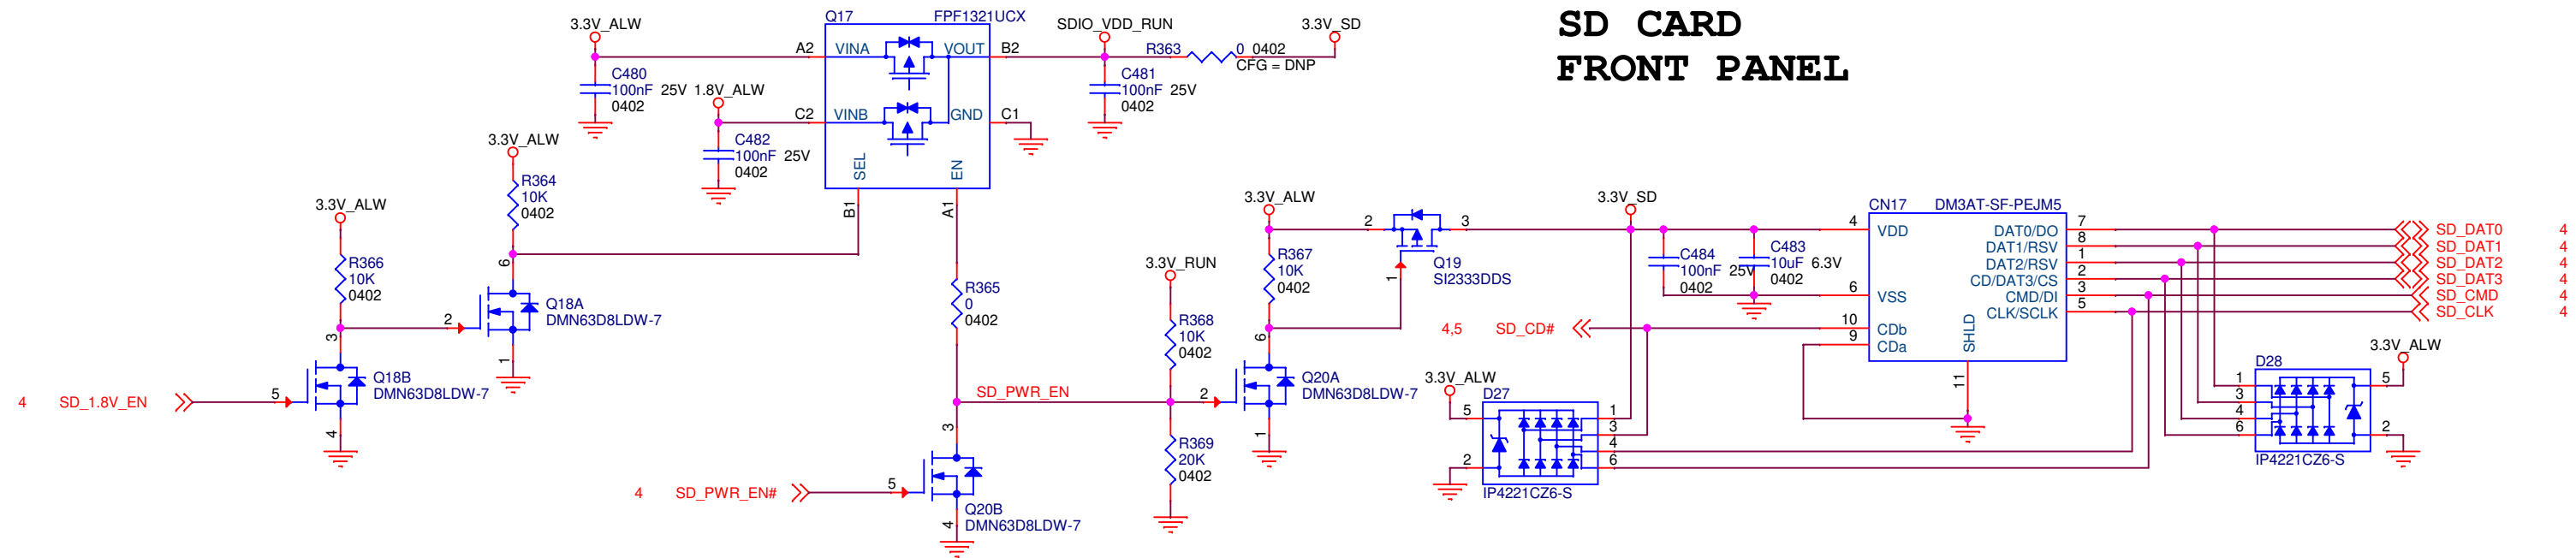 SD CARD
FRONT PANEL
3.3V_ALW
Q17
FPF1321UCX
SDIO_VDD_RUN
3.3V_SD
A2
VINA
VOUT
B2
R363
0 0402
CFG = DNP
C480
100nF 25V
0402
1.8V_ALW
C481
100nF 25V
0402
C2
VINB
GND
C1
C482
100nF 25V
0402
SEL
EN
B1
A1
3.3V_ALW
R364
10K
0402
3.3V_ALW
R366
10K
0402
6
Q18A
DMN63D8LDW-7
2
1
3
Q18B
DMN63D8LDW-7
5
4
4 SD_1.8V_EN
R365
0
0402
SD_PWR_EN
3
5
4
Q20B
DMN63D8LDW-7
4 SD_PWR_EN#
3.3V_RUN
R368
10K
0402
R369
20K
0402
3.3V_ALW
R367
10K
0402
6
2
1
Q20A
DMN63D8LDW-7
2
3
1
Q19
SI2333DDS
3.3V_SD
C484
100nF 25V
0402
C483
10uF 6.3V
0402
4,5 SD_CD#
CN17
DM3AT-SF-PEJM5
4 VDD
6 VSS
10 CDb
9 CDa
SHLD
11
DAT0/DO 7
DAT1/RSV 8
DAT2/RSV 1
CD/DAT3/CS 2
CMD/DI 3
CLK/SCLK 5
SD_DAT0 4
SD_DAT1 4
SD_DAT2 4
SD_DAT3 4
SD_CMD 4
SD_CLK 4
3.3V_ALW
D27
5
2
1
3
4
6
IP4221CZ6-S
3.3V_ALW
D28
1
3
4
6
5
2
IP4221CZ6-S